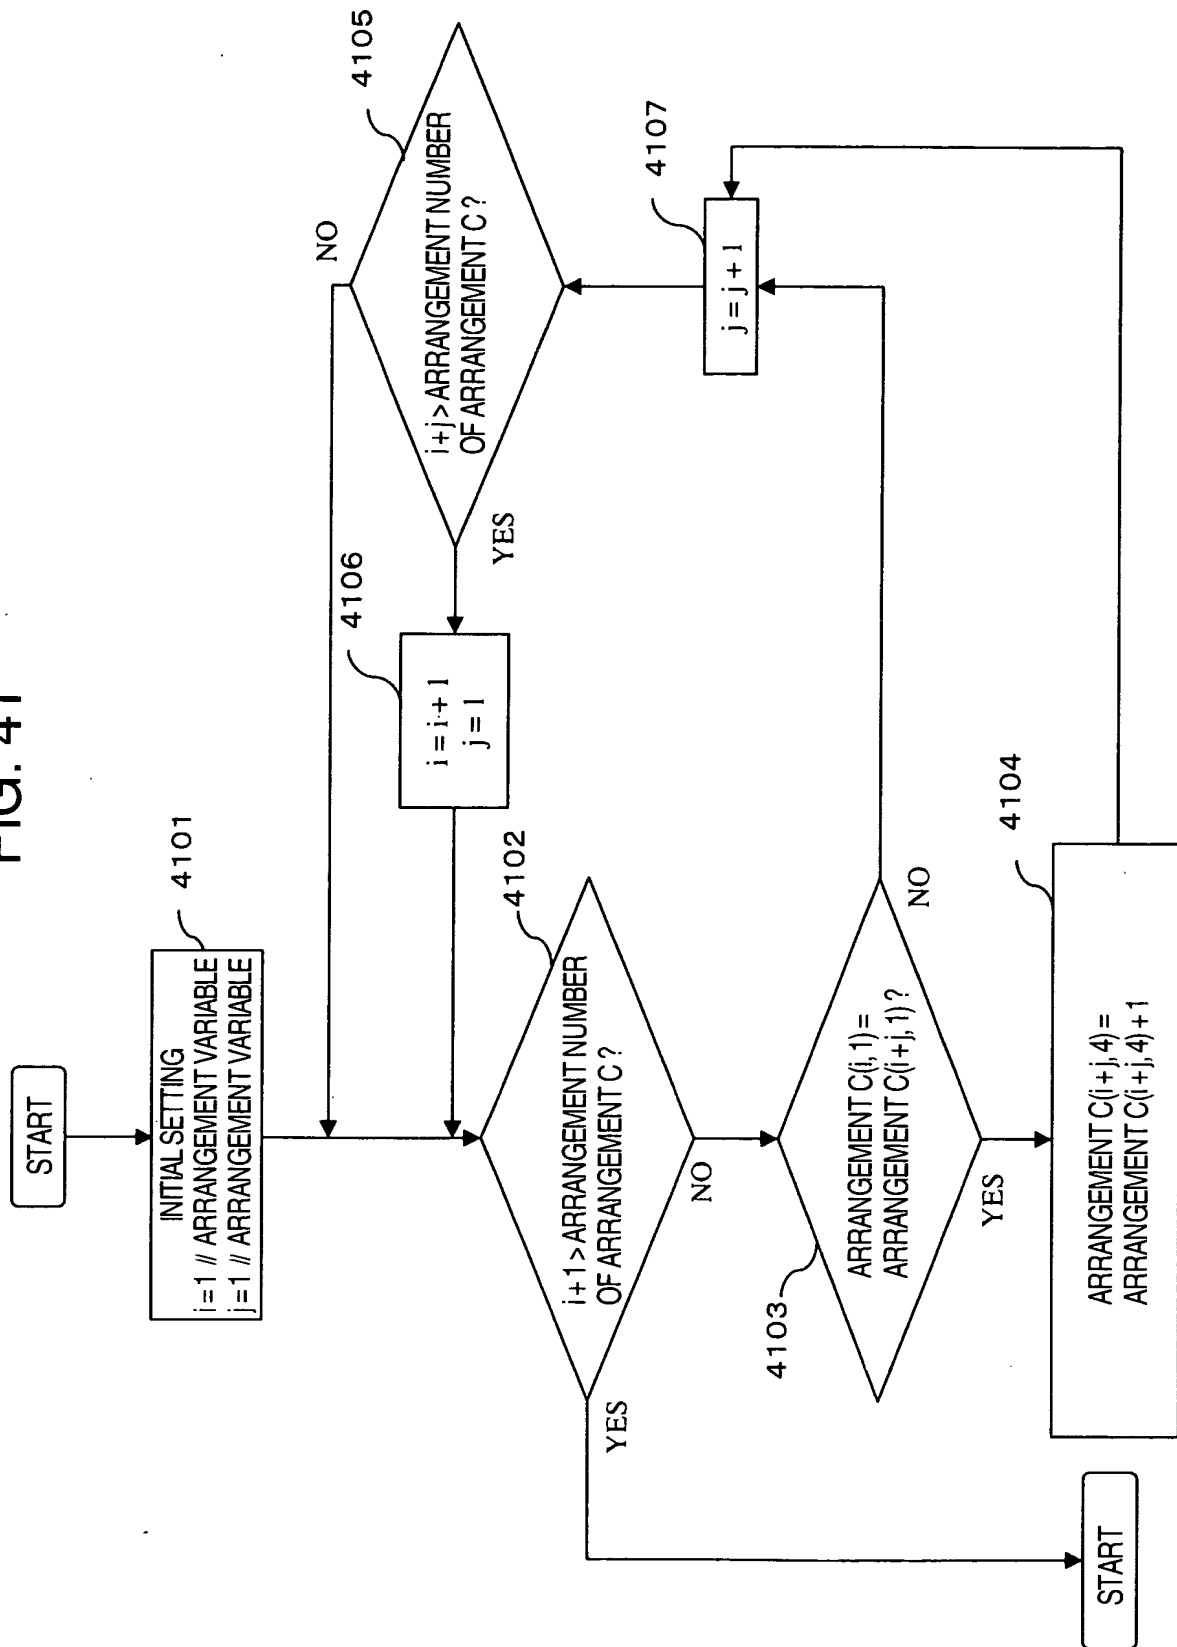 FIG. 41
START
INITIAL SETTING
i=1 // ARRANGEMENT VARIABLE
j=1 // ARRANGEMENT VARIABLE
4101
i+1>ARRANGEMENT NUMBER
OF ARRANGEMENT C?
4102
YES
NO
ARRANGEMENT C(i, 1)=
ARRANGEMENT C(i+j, 1)?
4103
YES
NO
ARRANGEMENT C(i+j, 4)=
ARRANGEMENT C(i+j, 4)+1
4104
START
i+j>ARRANGEMENT NUMBER
OF ARRANGEMENT C?
4105
NO
YES
i = i + 1
j = 1
4106
j = j + 1
4107